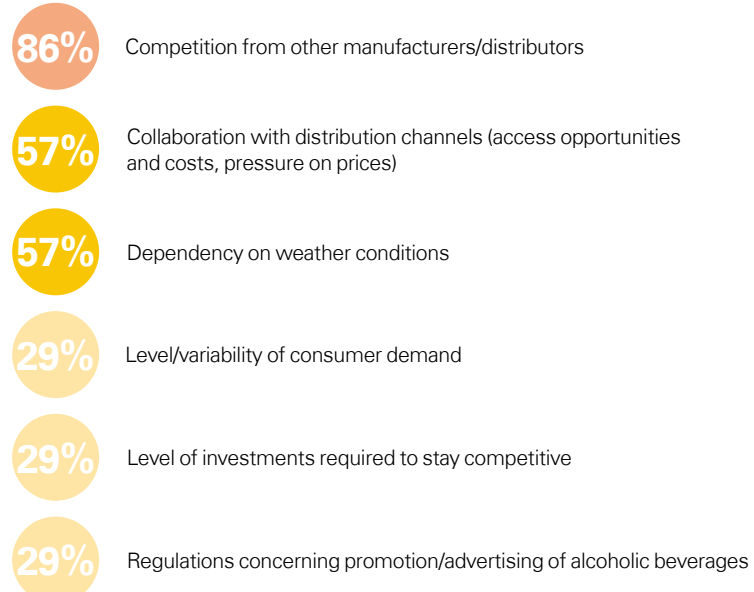 86%
Competition from other manufacturers/distributors
57%
Collaboration with distribution channels (access opportunities
and costs, pressure on prices)
57%
Dependency on weather conditions
29%
Level/variability of consumer demand
29%
Level of investments required to stay competitive
29%
Regulations concerning promotion/advertising of alcoholic beverages